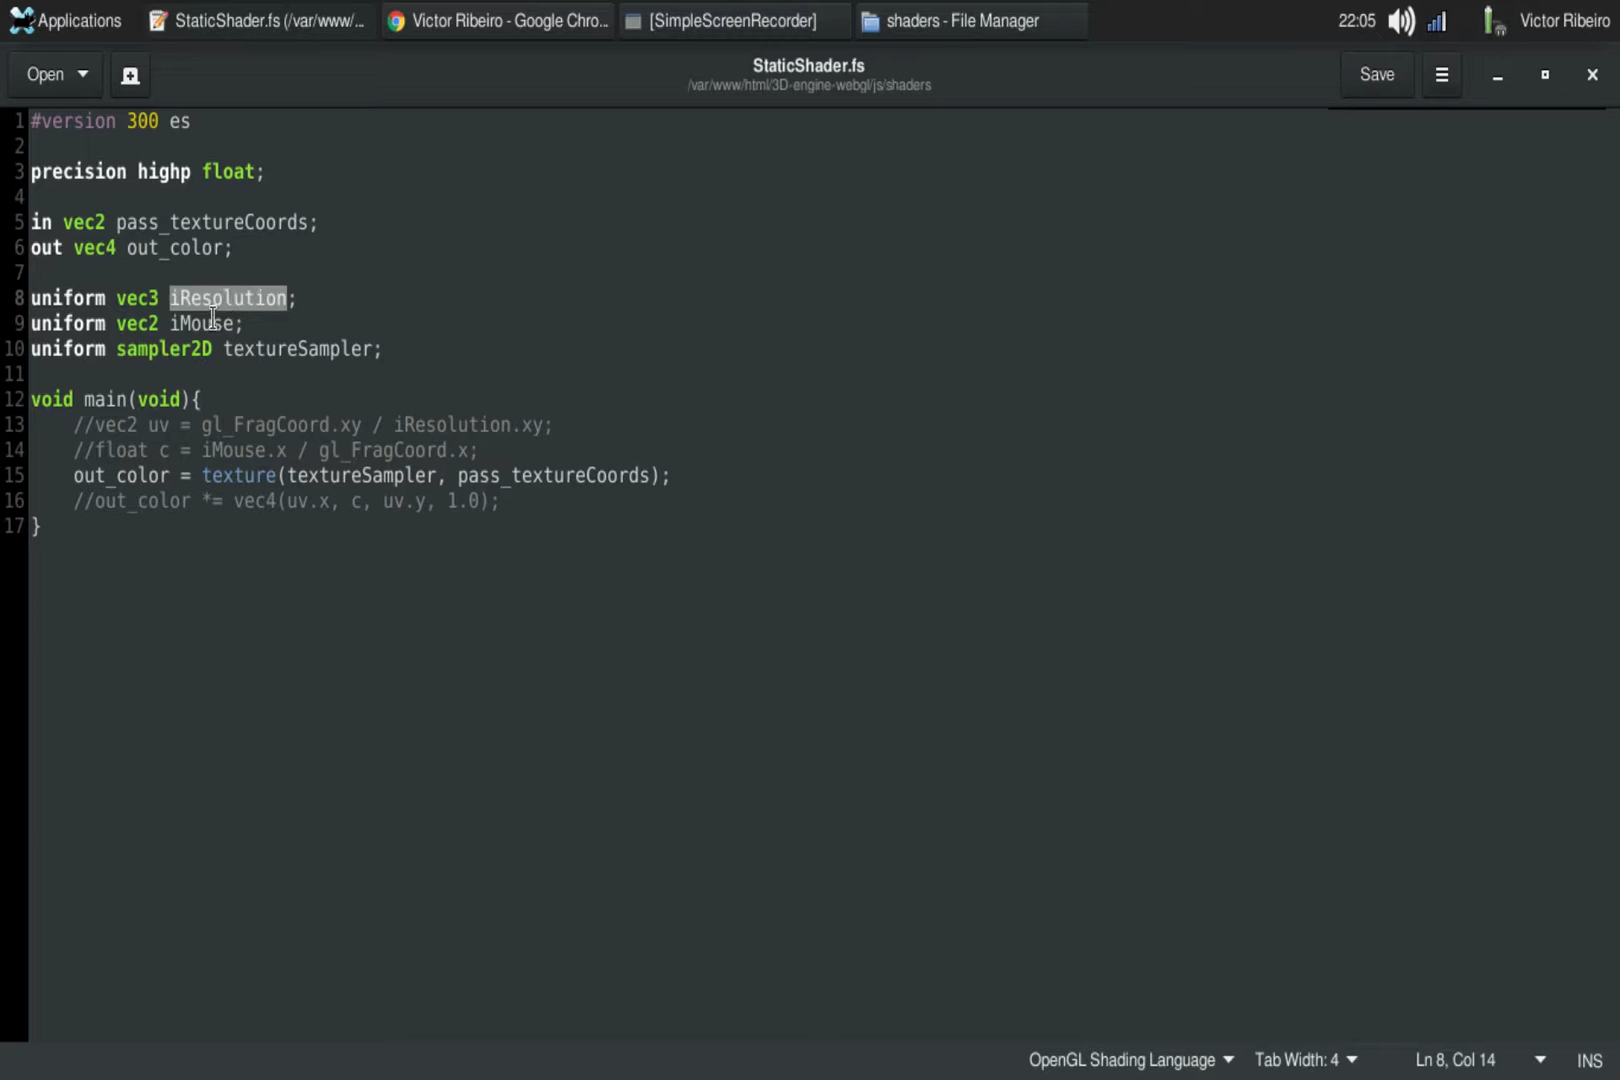 Applications StaticShader.fs (/var/www/... Victor Ribeiro - Google Chro... [SimpleScreenRecorder] shaders - File Manager 22:05 Victor Ribeiro
Open StaticShader.fs Save
/var/www/html/3D-engine-webgl/js/shaders
1 #version 300 es
2
3 precision highp float;
4
5 in vec2 pass_textureCoords;
6 out vec4 out_color;
7
8 uniform vec3 iResolution;
9 uniform vec2 iMouse;
10 uniform sampler2D textureSampler;
11
12 void main(void){
13     //vec2 uv = gl_FragCoord.xy / iResolution.xy;
14     //float c = iMouse.x / gl_FragCoord.x;
15     out_color = texture(textureSampler, pass_textureCoords);
16     //out_color *= vec4(uv.x, c, uv.y, 1.0);
17 }
OpenGL Shading Language Tab Width: 4 Ln 8, Col 14 INS